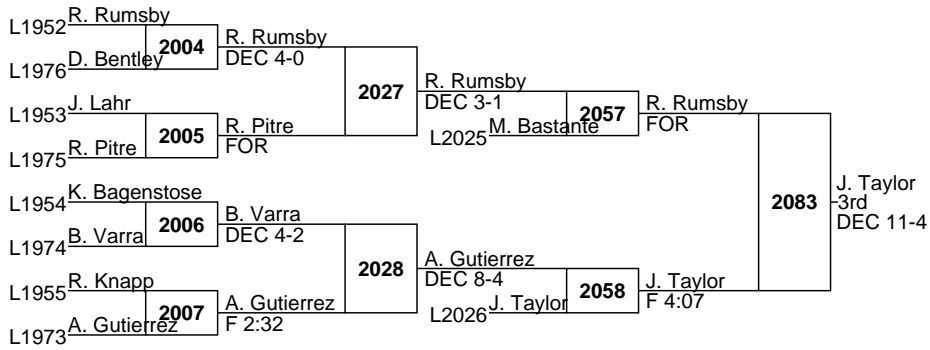 R. Rumsby
L1952
2004
R. Rumsby
DEC 4-0
D. Bentley
L1976
2027
R. Rumsby
DEC 3-1
J. Lahr
L1953
2005
R. Pitre
FOR
R. Pitre
L1975
M. Bastante
L2025
2057
R. Rumsby
FOR
K. Bagenstose
L1954
2006
B. Varra
DEC 4-2
B. Varra
L1974
2028
A. Gutierrez
DEC 8-4
R. Knapp
L1955
2007
A. Gutierrez
F 2:32
A. Gutierrez
L1973
J. Taylor
L2026
2058
J. Taylor
F 4:07
2083
J. Taylor
3rd
DEC 11-4